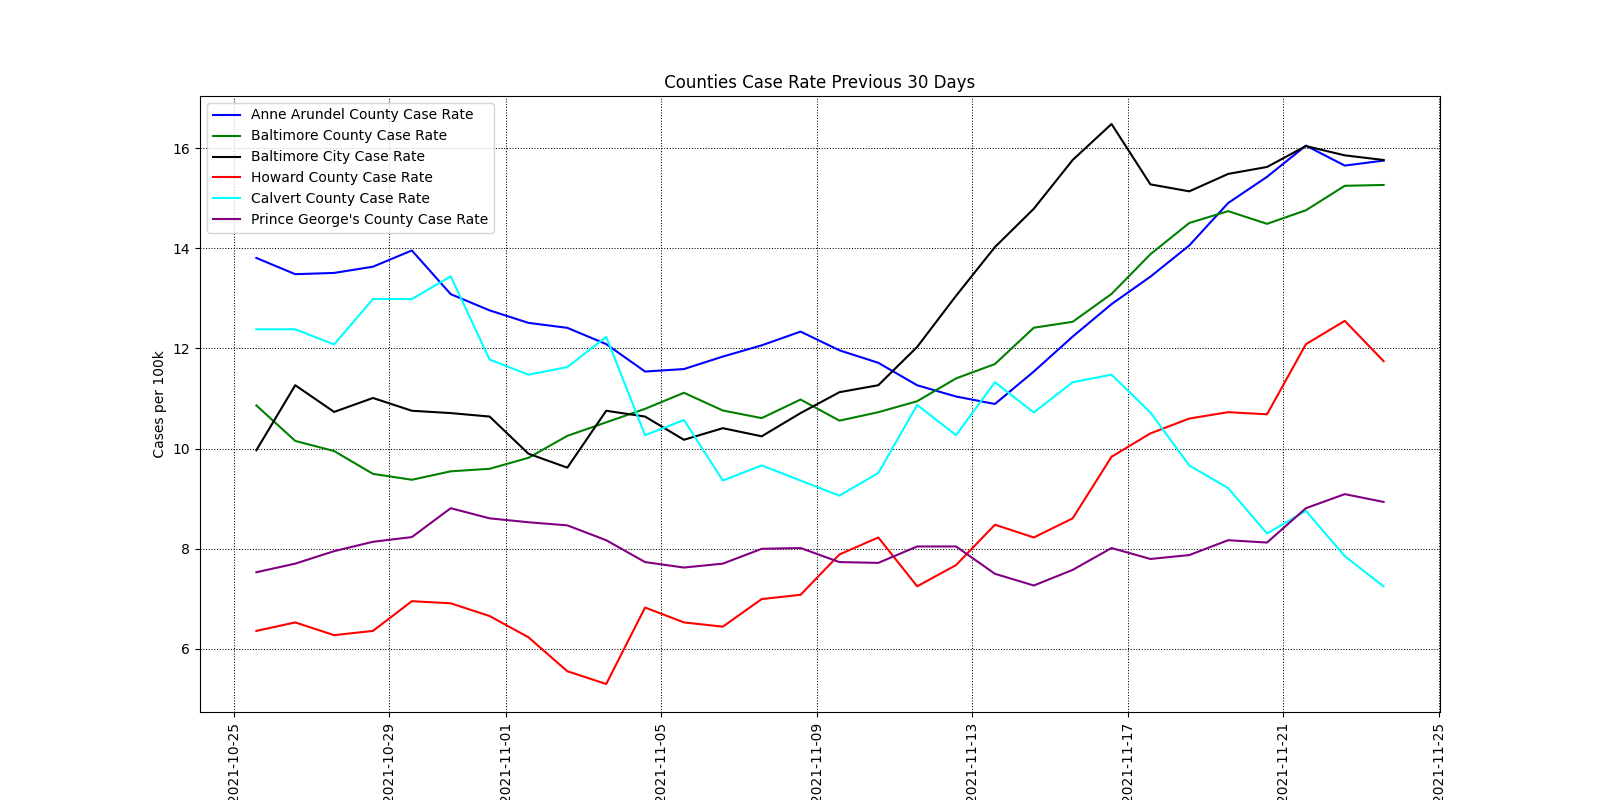 Counties Case Rate Previous 30 Days
Anne Arundel County Case Rate
Baltimore County Case Rate
Baltimore City Case Rate
Howard County Case Rate
Calvert County Case Rate
Prince George's County Case Rate
Cases per 100k
16
14
12
10
8
6
2021-10-25
2021-10-29
2021-11-01
2021-11-05
2021-11-09
2021-11-13
2021-11-17
2021-11-21
2021-11-25